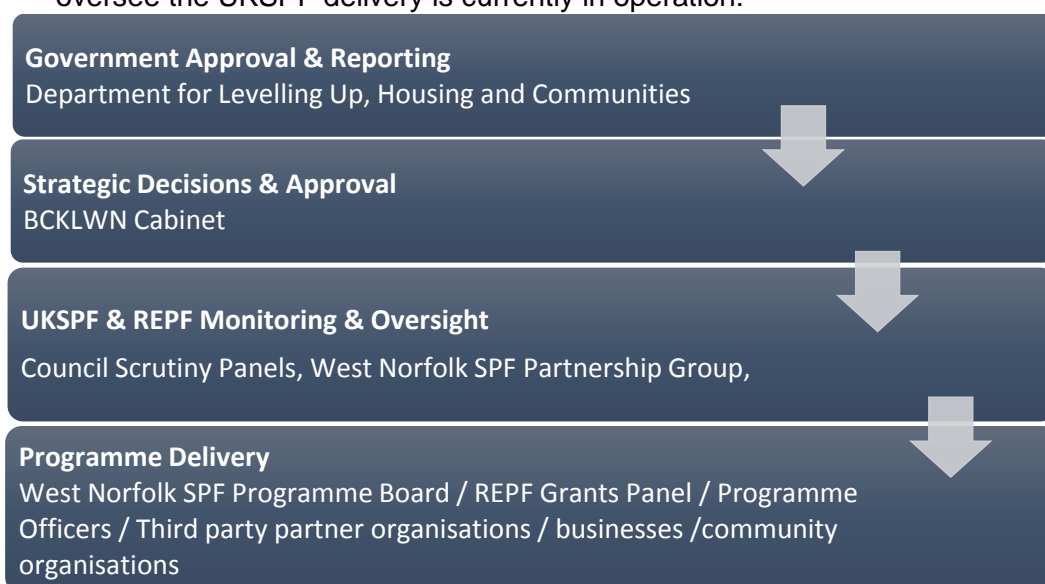 oversee the UKSPF delivery is currently in operation.
Government Approval & Reporting
Department for Levelling Up, Housing and Communities
Strategic Decisions & Approval
BCKLWN Cabinet
UKSPF & REPF Monitoring & Oversight
Council Scrutiny Panels, West Norfolk SPF Partnership Group,
Programme Delivery
West Norfolk SPF Programme Board / REPF Grants Panel / Programme
Officers / Third party partner organisations / businesses /community
organisations